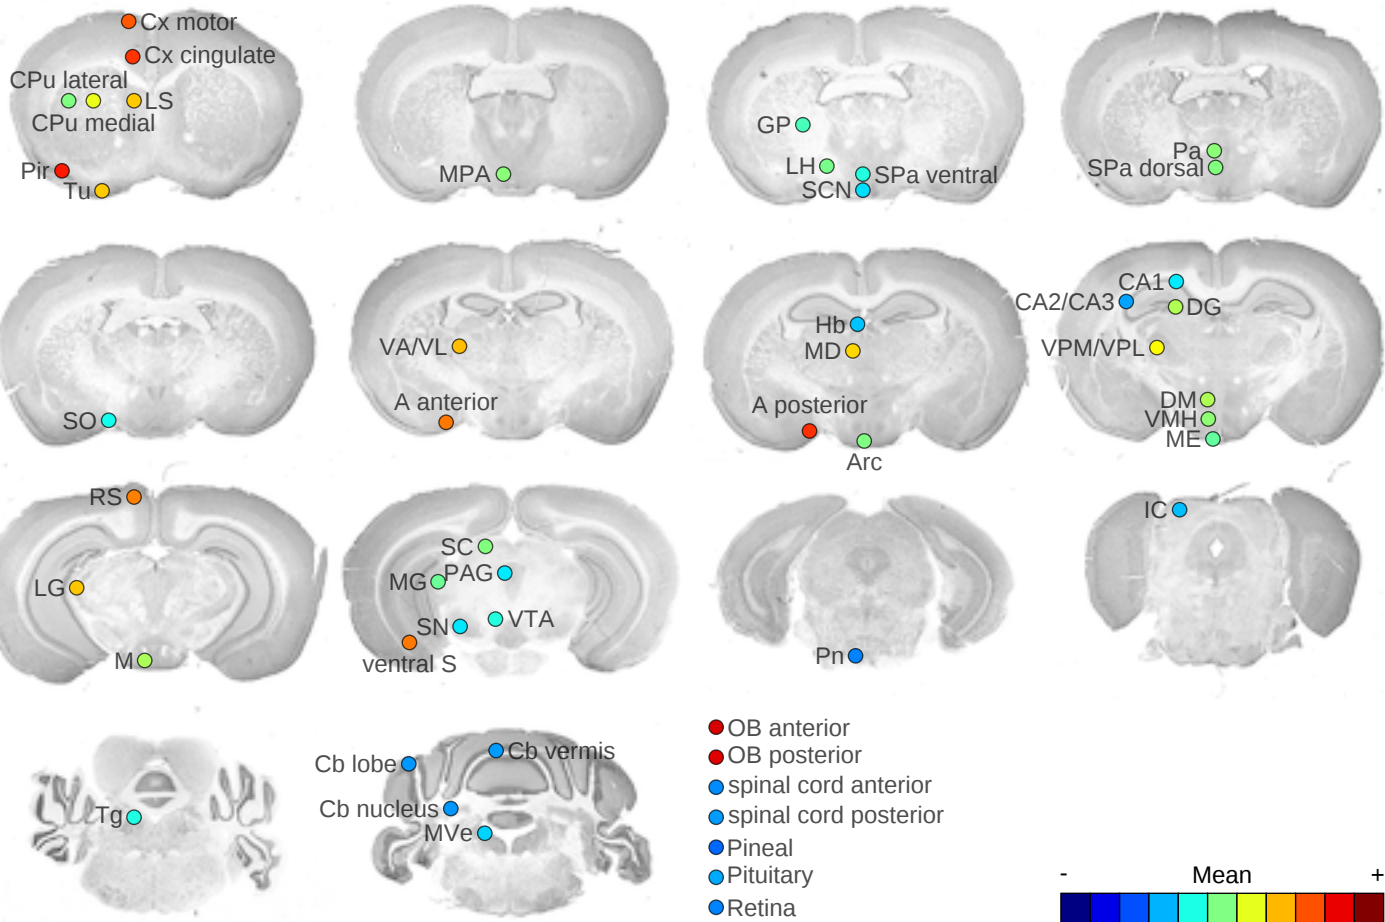 Cx motor
Cx cingulate
CPu lateral
LS
CPu medial
Pir
Tu
MPA
GP
LH
SPa ventral
SCN
Pa
SPa dorsal
SO
VA/VL
A anterior
Hb
MD
A posterior
Arc
CA1
CA2/CA3
DG
VPM/VPL
DM
VMH
ME
RS
LG
M
SC
MG
PAG
SN
VTA
ventral S
Pn
IC
Tg
Cb lobe
Cb vermis
Cb nucleus
MVe
OB anterior
OB posterior
spinal cord anterior
spinal cord posterior
Pineal
Pituitary
Retina
- Mean +